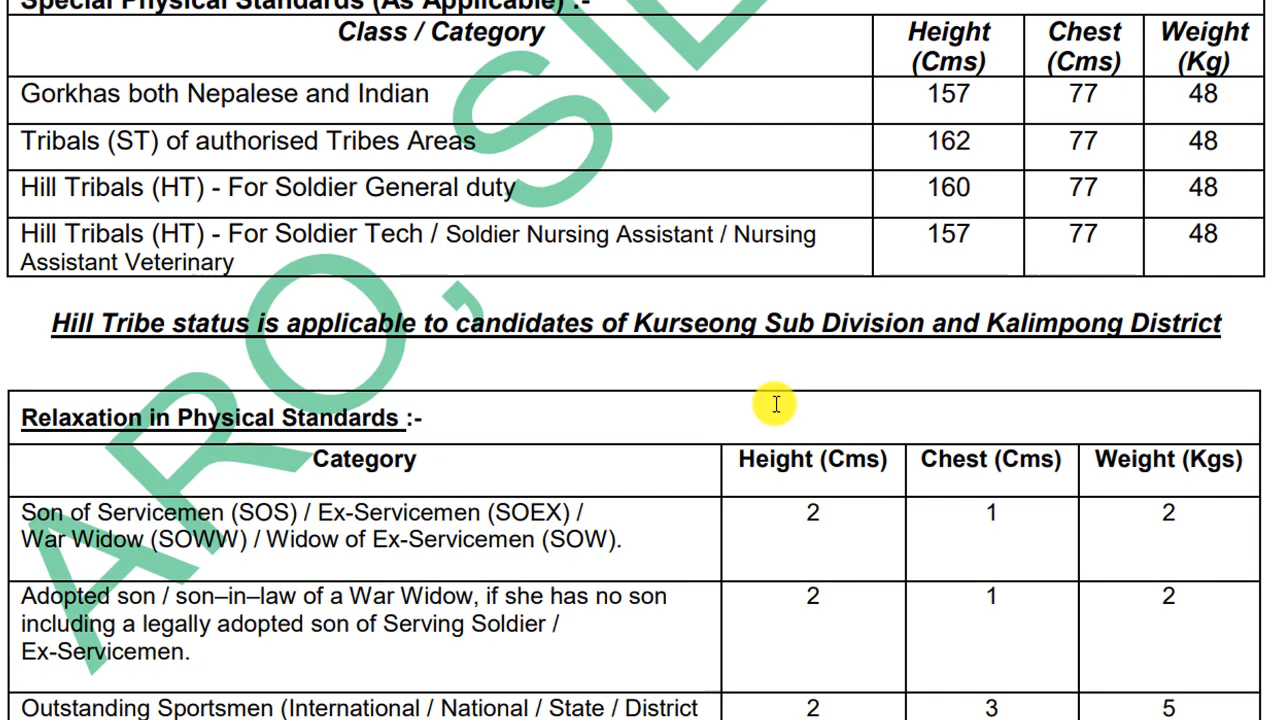 Special Physical Standards (As Applicable) :-
Class / Category Height (Cms) Chest (Cms) Weight (Kg)
Gorkhas both Nepalese and Indian 157 77 48
Tribals (ST) of authorised Tribes Areas 162 77 48
Hill Tribals (HT) - For Soldier General duty 160 77 48
Hill Tribals (HT) - For Soldier Tech / Soldier Nursing Assistant / Nursing 157 77 48
Assistant Veterinary
Hill Tribe status is applicable to candidates of Kurseong Sub Division and Kalimpong District
Relaxation in Physical Standards :-
Category Height (Cms) Chest (Cms) Weight (Kgs)
Son of Servicemen (SOS) / Ex-Servicemen (SOEX) / 2 1 2
War Widow (SOWW) / Widow of Ex-Servicemen (SOW).
Adopted son / son–in–law of a War Widow, if she has no son 2 1 2
including a legally adopted son of Serving Soldier /
Ex-Servicemen.
Outstanding Sportsmen (International / National / State / District 2 3 5
ARO, SIL